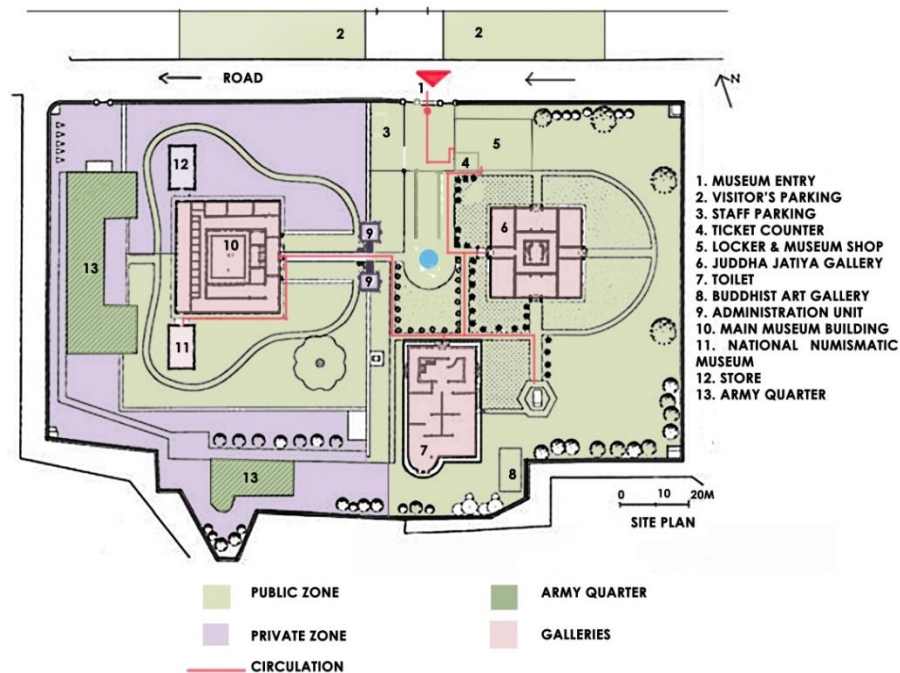 2
2
ROAD
N
1
3
5
4
12
6
9
10
13
9
11
7
8
13
1. MUSEUM ENTRY
2. VISITOR'S PARKING
3. STAFF PARKING
4. TICKET COUNTER
5. LOCKER & MUSEUM SHOP
6. JUDDHA JATIYA GALLERY
7. TOILET
8. BUDDHIST ART GALLERY
9. ADMINISTRATION UNIT
10. MAIN MUSEUM BUILDING
11. NATIONAL NUMISMATIC
MUSEUM
12. STORE
13. ARMY QUARTER
0 10 20M
SITE PLAN
PUBLIC ZONE
ARMY QUARTER
PRIVATE ZONE
GALLERIES
CIRCULATION